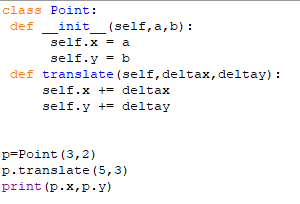 class Point:
 def __init__(self,a,b):
      self.x = a
      self.y = b
 def translate(self,deltax,deltay):
     self.x += deltax
     self.y += deltay


p=Point(3,2)
p.translate(5,3)
print(p.x,p.y)